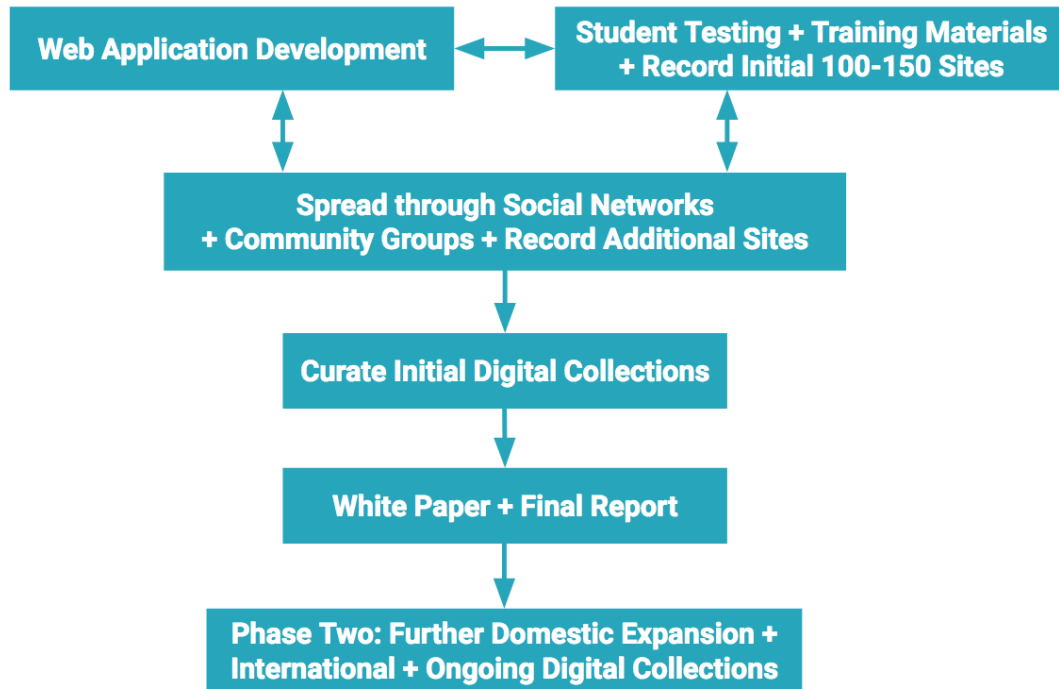 Web Application Development
Student Testing + Training Materials
+ Record Initial 100-150 Sites
Spread through Social Networks
+ Community Groups + Record Additional Sites
Curate Initial Digital Collections
White Paper + Final Report
Phase Two: Further Domestic Expansion +
International + Ongoing Digital Collections